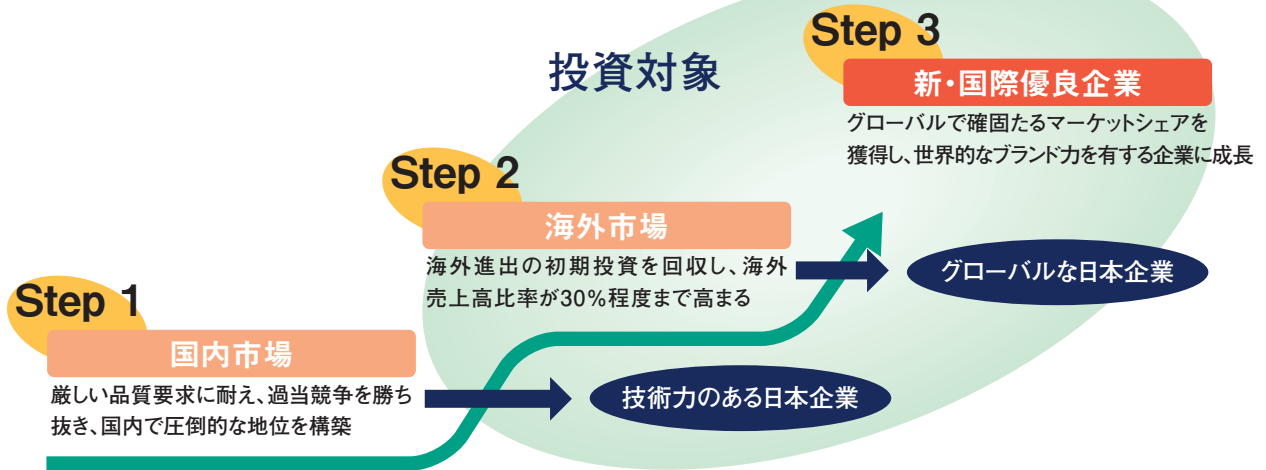 投資対象
Step 1
国内市場
厳しい品質要求に耐え、過当競争を勝ち
抜き、国内で圧倒的な地位を構築
技術力のある日本企業
Step 2
海外市場
海外進出の初期投資を回収し、海外
売上高比率が30%程度まで高まる
グローバルな日本企業
Step 3
新・国際優良企業
グローバルで確固たるマーケットシェアを
獲得し、世界的なブランド力を有する企業に成長